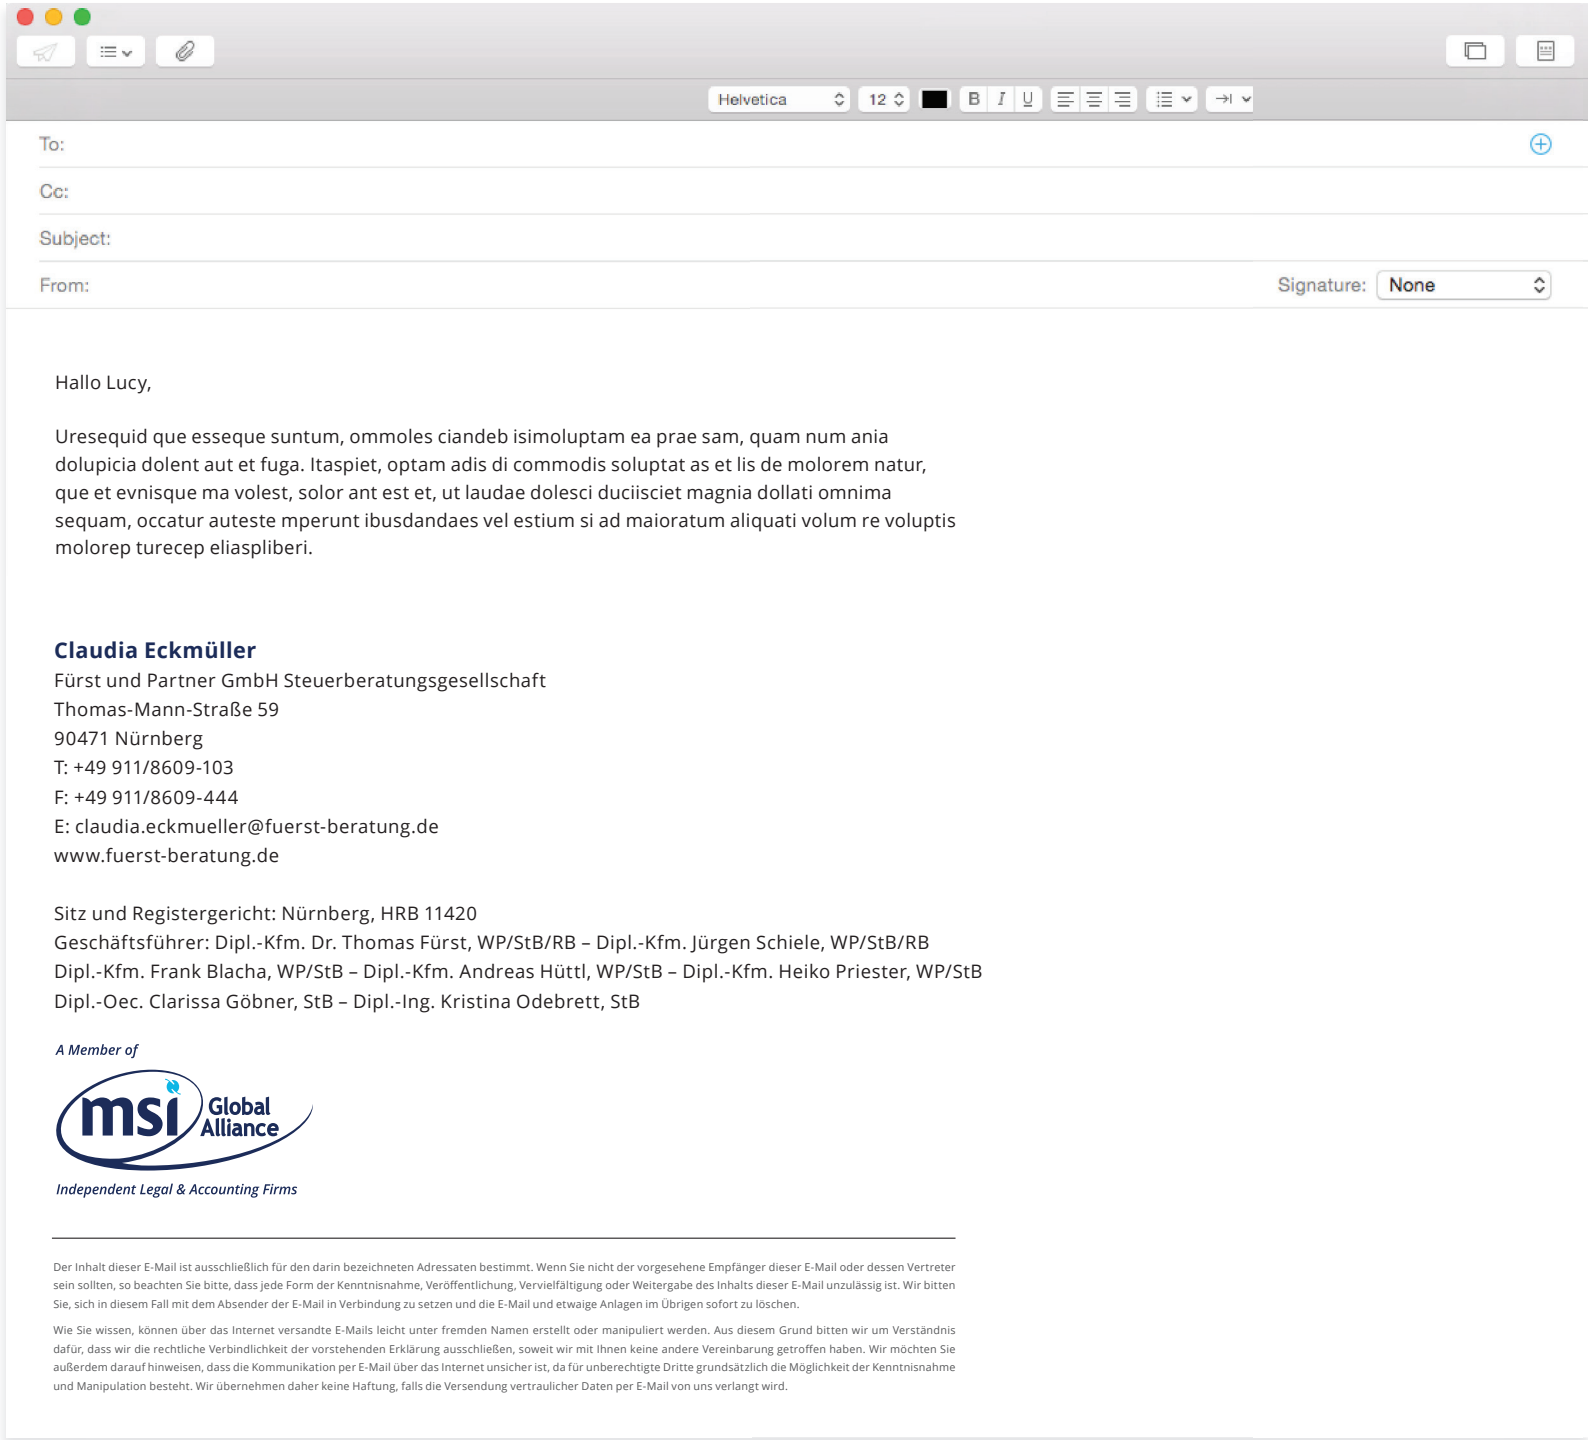 Helvetica 12 B I U
To:
Cc:
Subject:
From: Signature: None
Hallo Lucy,
Uresequid que esseque suntum, ommoles ciandeb isimoluptam ea prae sam, quam num ania
dolupicia dolent aut et fuga. Itaspiet, optam adis di commodis soluptat as et lis de molorem natur,
que et evnisque ma volest, solor ant est et, ut laudae dolesci duciisciet magnia dollati omnima
sequam, occatur auteste mperunt ibusdandaes vel estium si ad maioratum aliquati volum re voluptis
molorep turecep eliaspliberi.
Claudia Eckmüller
Fürst und Partner GmbH Steuerberatungsgesellschaft
Thomas-Mann-Straße 59
90471 Nürnberg
T: +49 911/8609-103
F: +49 911/8609-444
E: claudia.eckmueller@fuerst-beratung.de
www.fuerst-beratung.de
Sitz und Registergericht: Nürnberg, HRB 11420
Geschäftsführer: Dipl.-Kfm. Dr. Thomas Fürst, WP/StB/RB – Dipl.-Kfm. Jürgen Schiele, WP/StB/RB
Dipl.-Kfm. Frank Blacha, WP/StB – Dipl.-Kfm. Andreas Hüttl, WP/StB – Dipl.-Kfm. Heiko Priester, WP/StB
Dipl.-Oec. Clarissa Göbner, StB – Dipl.-Ing. Kristina Odebrett, StB
A Member of
msi Global
Alliance
Independent Legal & Accounting Firms
Der Inhalt dieser E-Mail ist ausschließlich für den darin bezeichneten Adressaten bestimmt. Wenn Sie nicht der vorgesehene Empfänger dieser E-Mail oder dessen Vertreter
sein sollten, so beachten Sie bitte, dass jede Form der Kenntnisnahme, Veröffentlichung, Vervielfältigung oder Weitergabe des Inhalts dieser E-Mail unzulässig ist. Wir bitten
Sie, sich in diesem Fall mit dem Absender der E-Mail in Verbindung zu setzen und die E-Mail und etwaige Anlagen im Übrigen sofort zu löschen.
Wie Sie wissen, können über das Internet versandte E-Mails leicht unter fremden Namen erstellt oder manipuliert werden. Aus diesem Grund bitten wir um Verständnis
dafür, dass wir die rechtliche Verbindlichkeit der vorstehenden Erklärung ausschließen, soweit wir mit Ihnen keine andere Vereinbarung getroffen haben. Wir möchten Sie
außerdem darauf hinweisen, dass die Kommunikation per E-Mail über das Internet unsicher ist, da für unberechtigte Dritte grundsätzlich die Möglichkeit der Kenntnisnahme
und Manipulation besteht. Wir übernehmen daher keine Haftung, falls die Versendung vertraulicher Daten per E-Mail von uns verlangt wird.